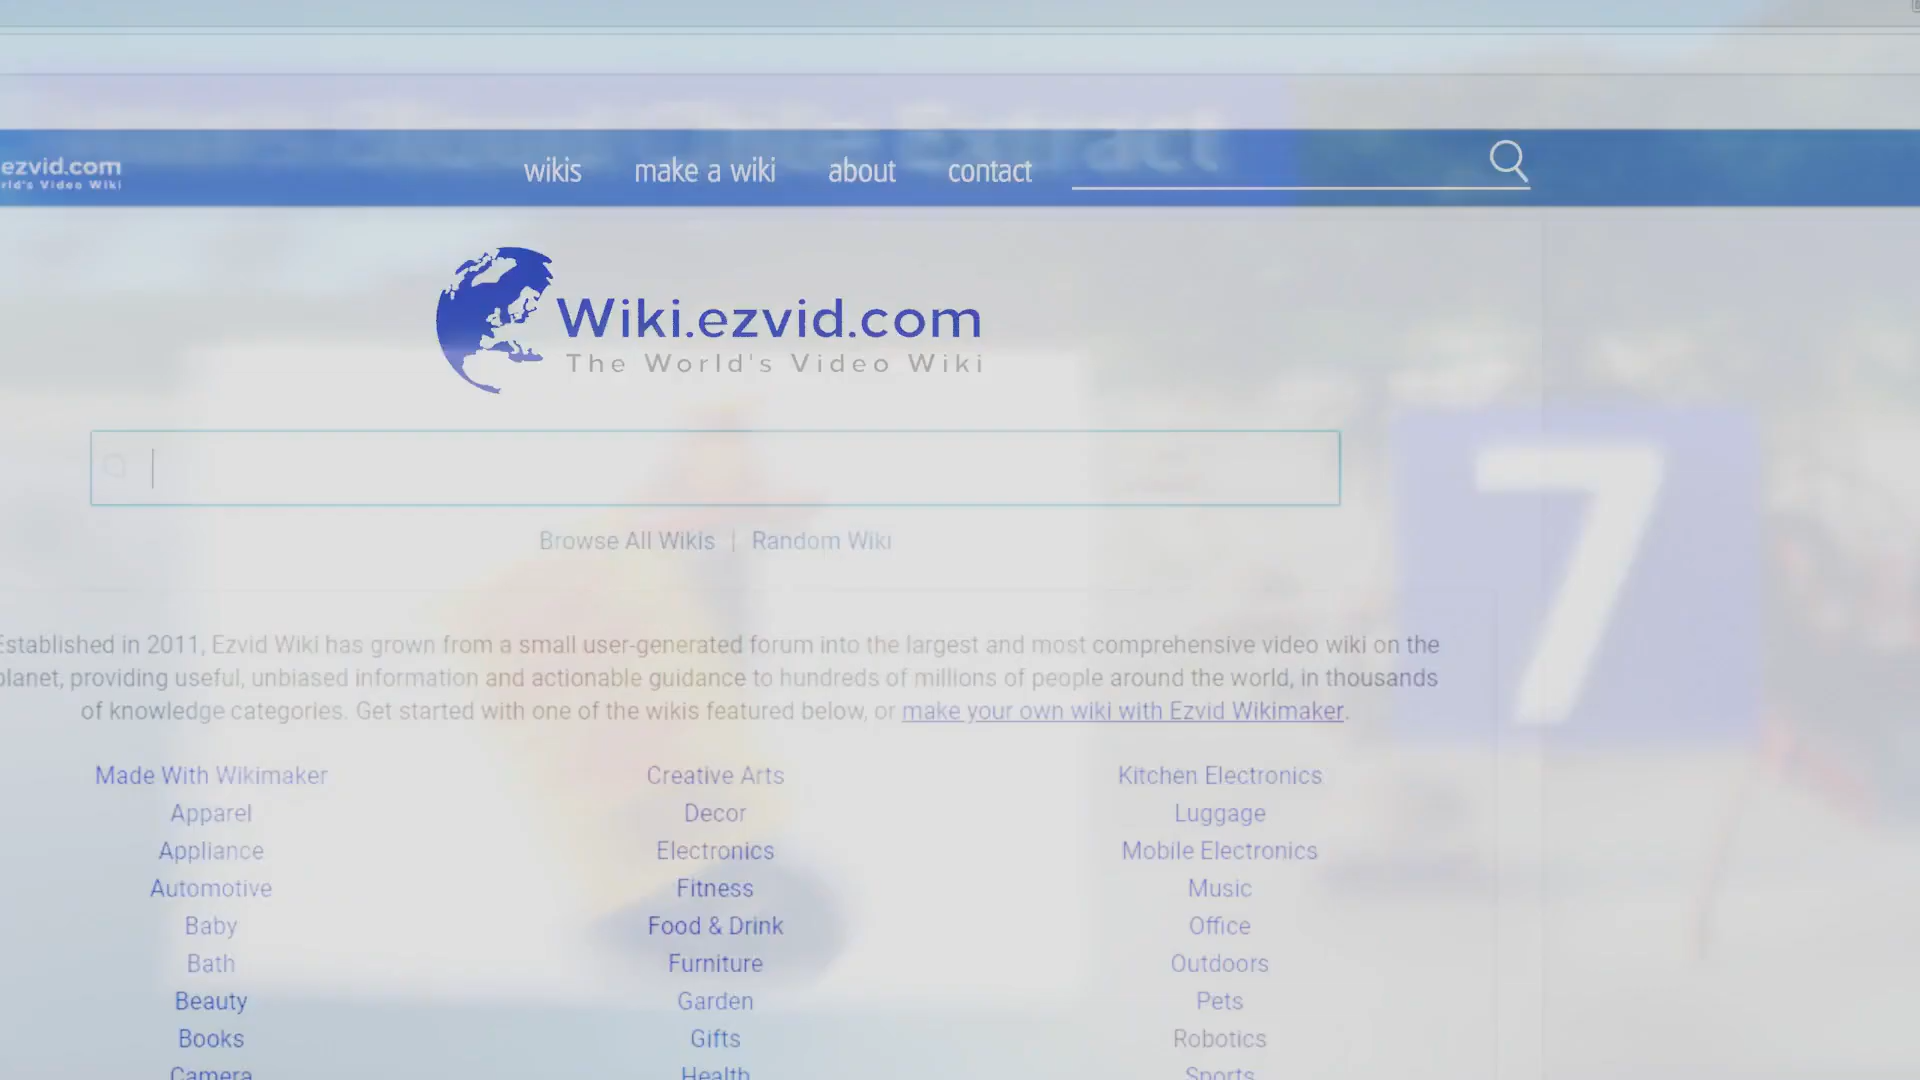 Extract
ezvid.com
wikis make a wiki about contact
rld's Video Wiki
Wiki.ezvid.com
The World's Video Wiki
7
Browse All Wikis | Random Wiki
Established in 2011, Ezvid Wiki has grown from a small user-generated forum into the largest and most comprehensive video wiki on the
planet, providing useful, unbiased information and actionable guidance to hundreds of millions of people around the world, in thousands
of knowledge categories. Get started with one of the wikis featured below, or make your own wiki with Ezvid Wikimaker.
Made With Wikimaker Creative Arts Kitchen Electronics
Apparel Decor Luggage
Appliance Electronics Mobile Electronics
Automotive Fitness Music
Baby Food & Drink Office
Bath Furniture Outdoors
Beauty Garden Pets
Books Gifts Robotics
Camera Health Sports